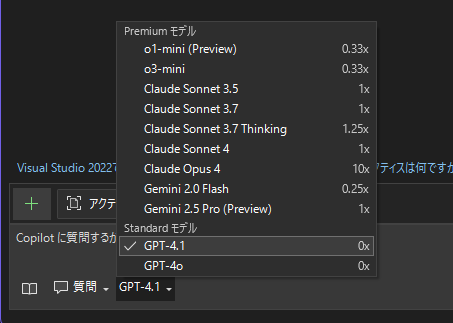 Premium モデル
o1-mini (Preview) 0.33x
o3-mini 0.33x
Claude Sonnet 3.5 1x
Claude Sonnet 3.7 1x
Claude Sonnet 3.7 Thinking 1.25x
Claude Sonnet 4 1x
Claude Opus 4 10x
Gemini 2.0 Flash 0.25x
Gemini 2.5 Pro (Preview) 1x
Standard モデル
GPT-4.1 0x
GPT-4o 0x
Visual Studio 2022 クティスは何ですか
アクテ
Copilot に質問するか
質問 GPT-4.1